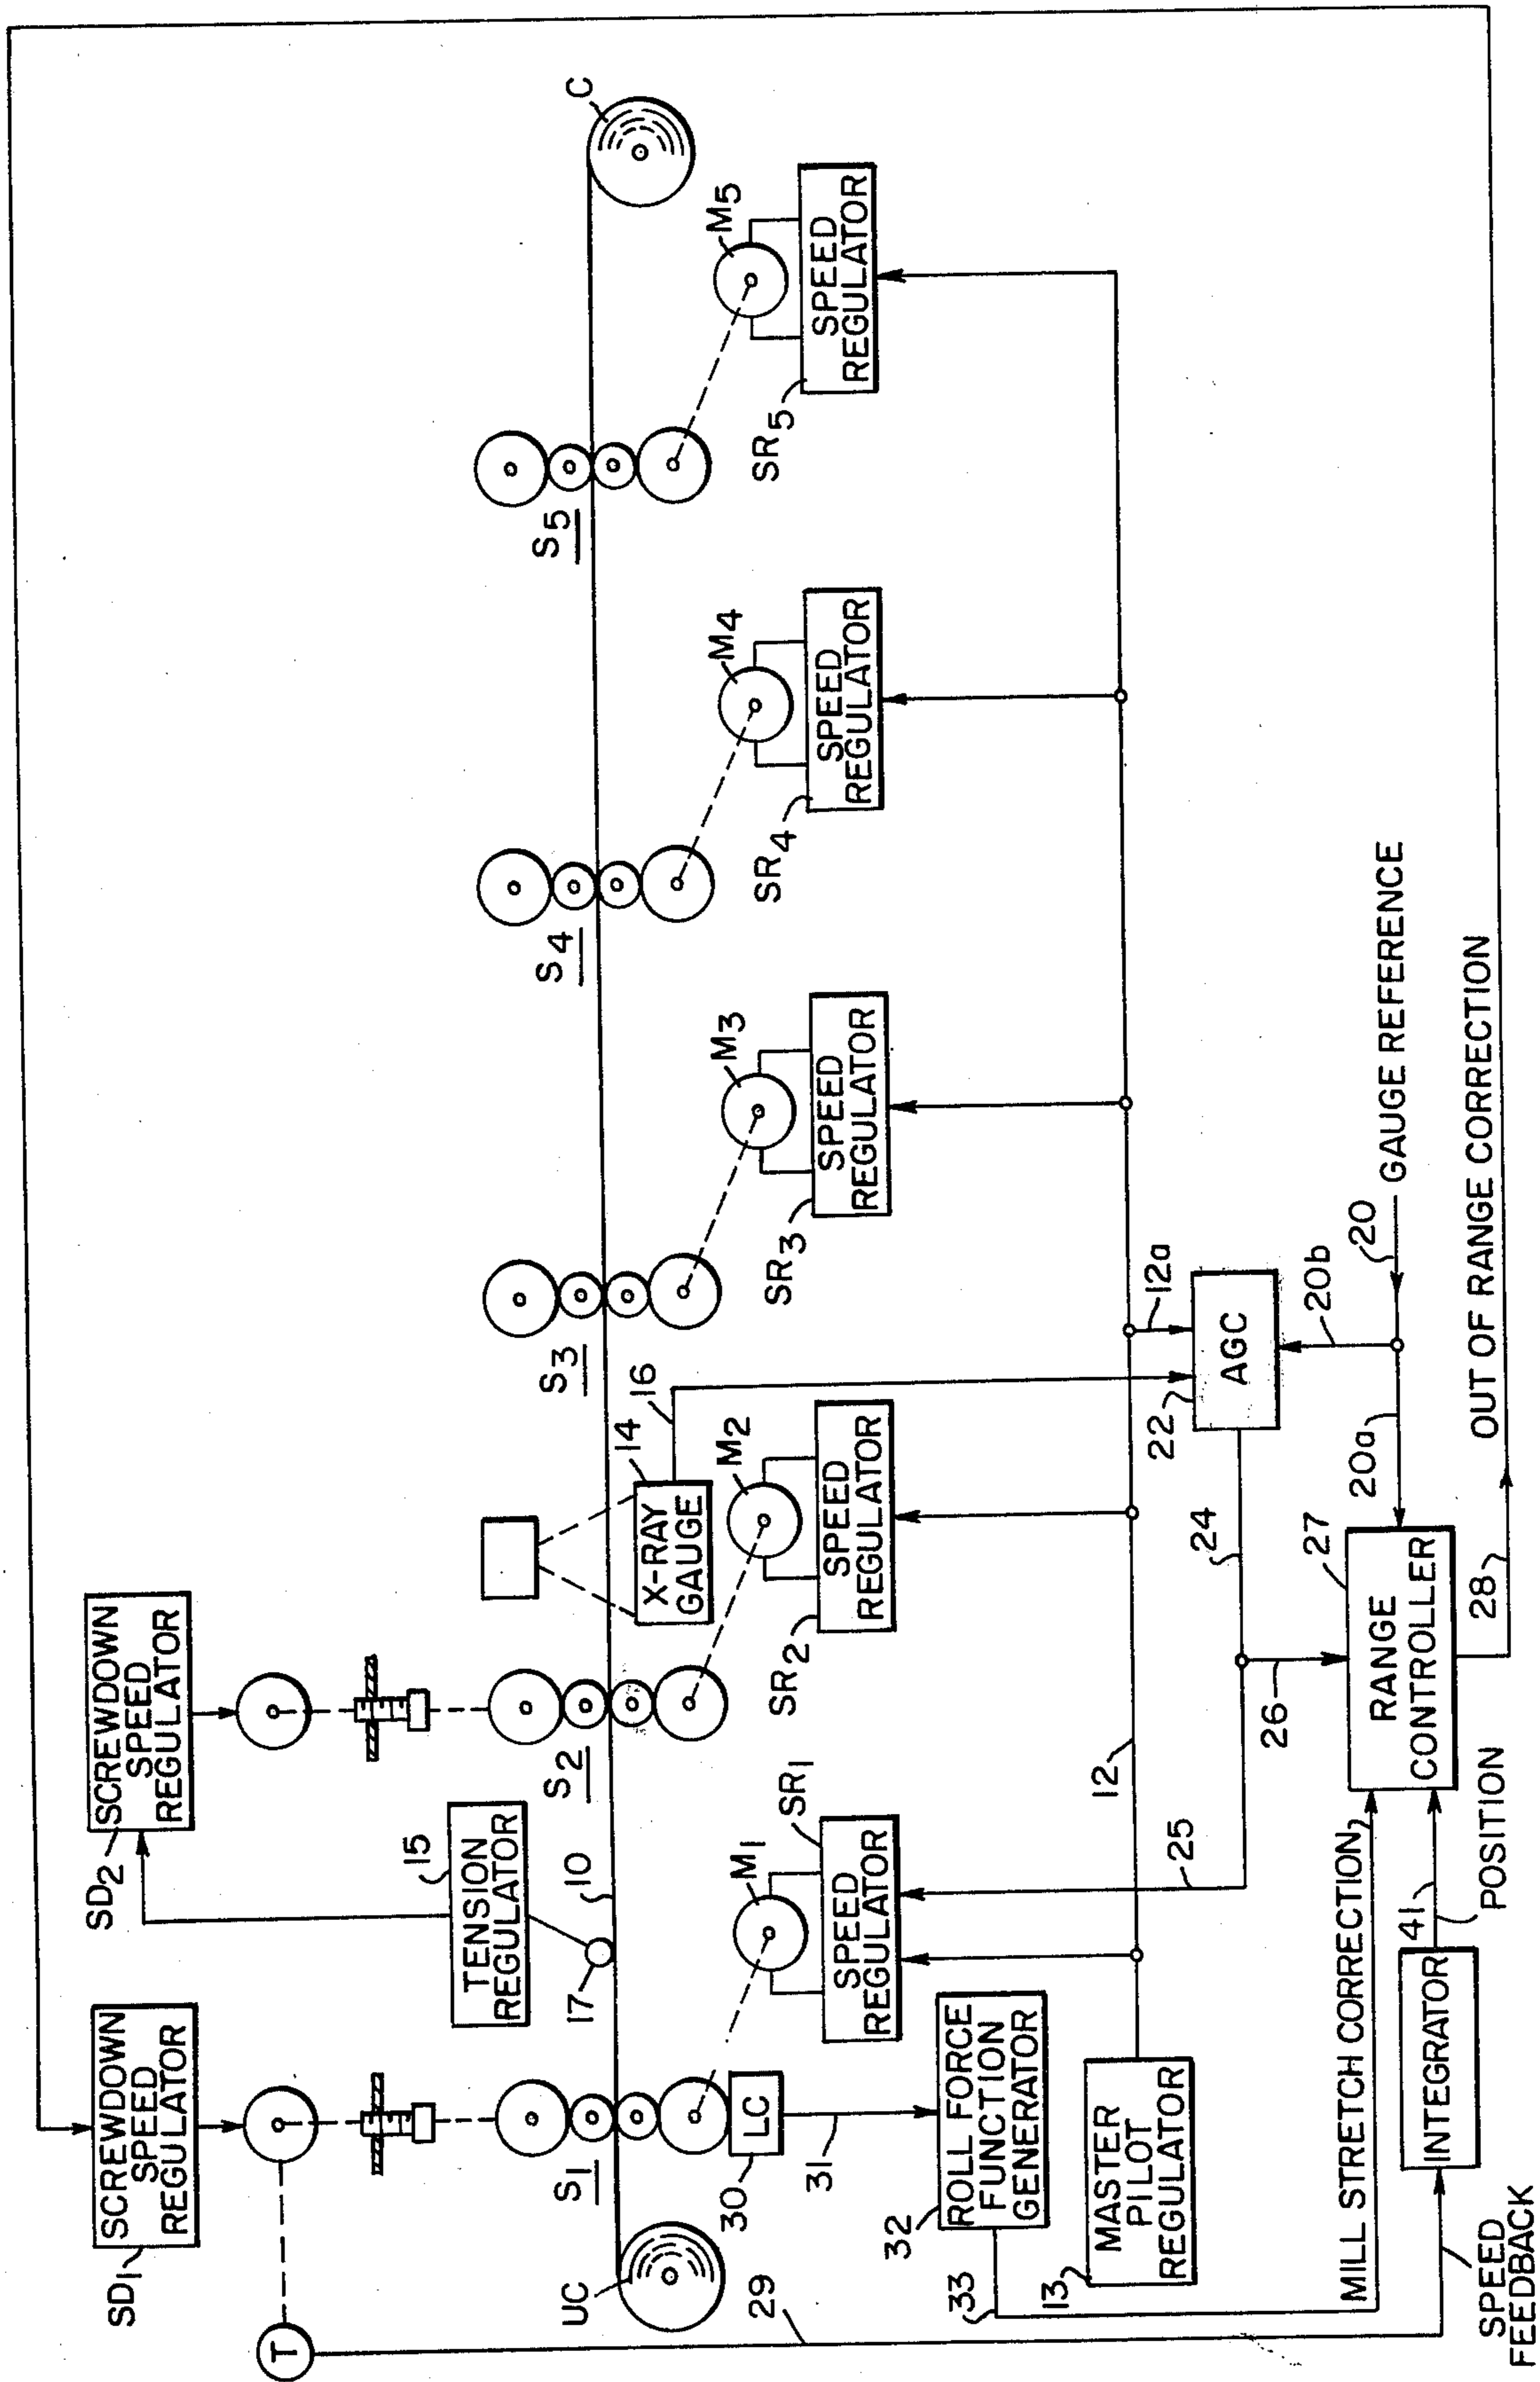 SCREWDOWN
SPEED
REGULATOR
SD1
T
SCREWDOWN
SPEED
REGULATOR
SD2
TENSION
REGULATOR
15
17
10
X-RAY
GAUGE
14
16
UC
S1
S2
S3
S4
S5
C
LC
30
31
M1
M2
M3
M4
M5
SPEED
REGULATOR
SR1
SPEED
REGULATOR
SR2
SPEED
REGULATOR
SR3
SPEED
REGULATOR
SR4
SPEED
REGULATOR
SR5
ROLL FORCE
FUNCTION
GENERATOR
32
33
MASTER
PILOT
REGULATOR
13
12
12a
AGC
22
24
25
26
20
20a
20b
GAUGE REFERENCE
RANGE
CONTROLLER
27
28
OUT OF RANGE CORRECTION
MILL STRETCH CORRECTION
INTEGRATOR
41
POSITION
29
SPEED
FEEDBACK